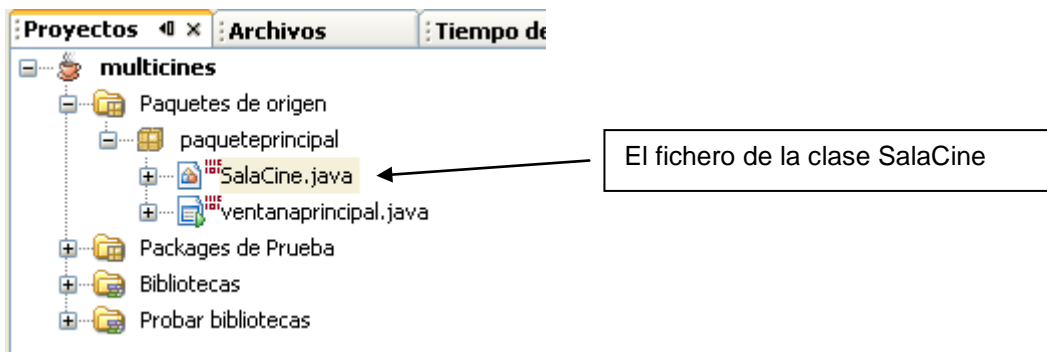 Proyectos
Archivos
Tiempo de
multicines
Paquetes de origen
paqueteprincipal
SalaCine.java
El fichero de la clase SalaCine
ventanaprincipal.java
Packages de Prueba
Bibliotecas
Probar bibliotecas